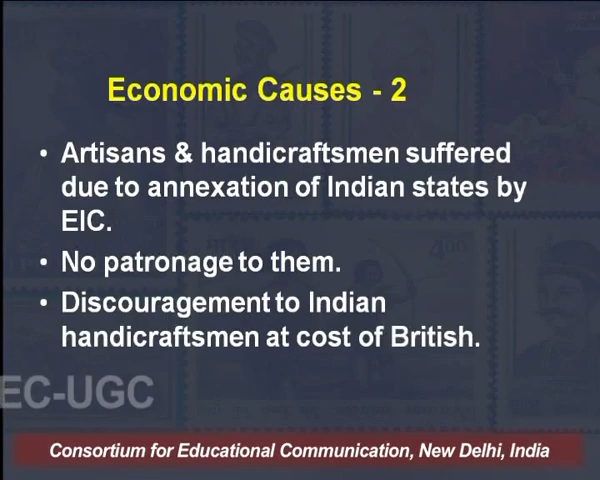 Economic Causes - 2
• Artisans & handicraftsmen suffered
due to annexation of Indian states by
EIC.
• No patronage to them.
• Discouragement to Indian
handicraftsmen at cost of British.
400
EC-UGC
Consortium for Educational Communication, New Delhi, India